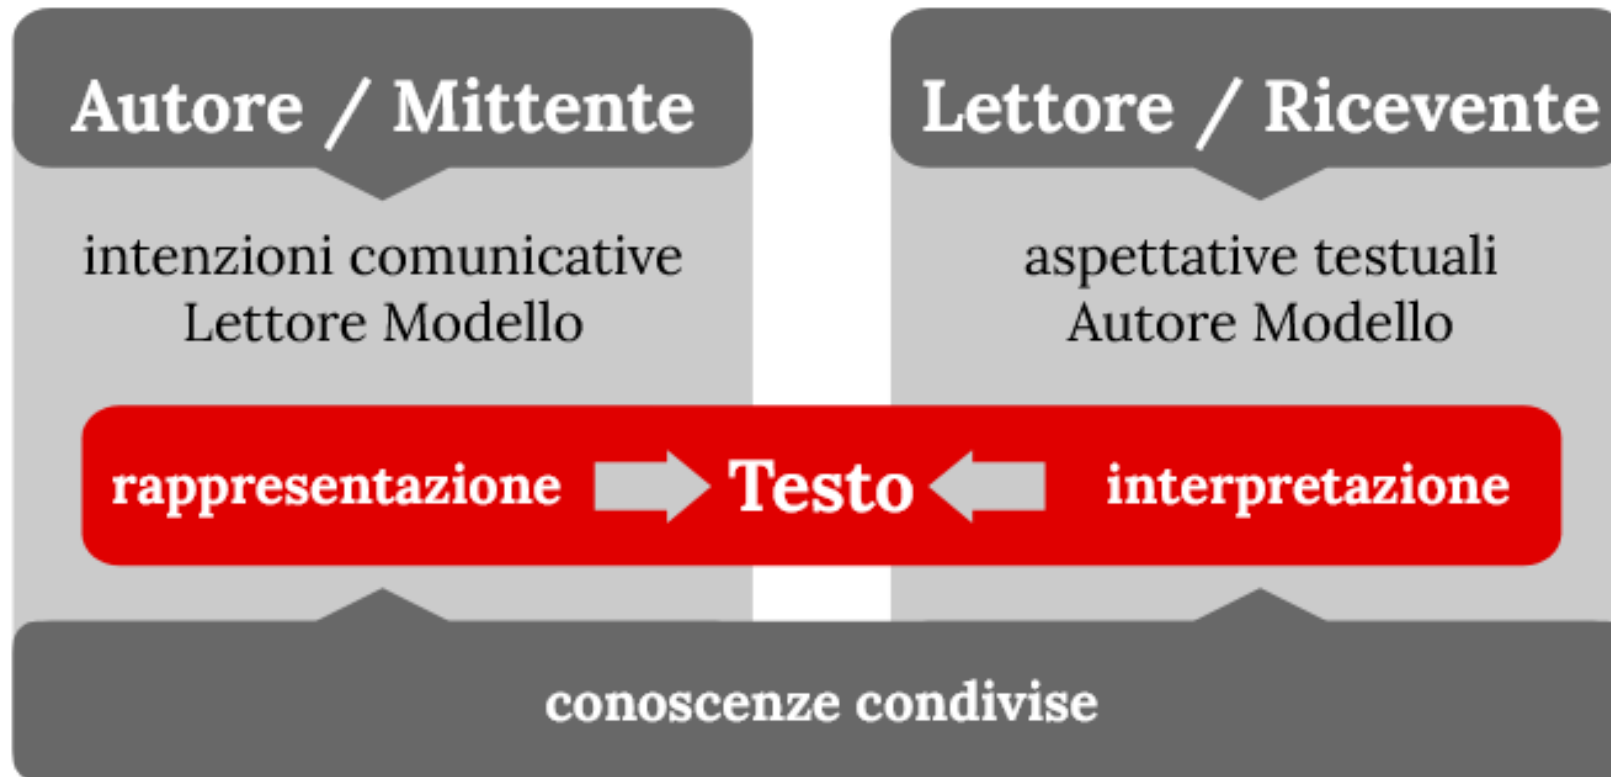 Autore / Mittente
intenzioni comunicative
Lettore Modello
Lettore / Ricevente
aspettative testuali
Autore Modello
rappresentazione
Testo
interpretazione
conoscenze condivise